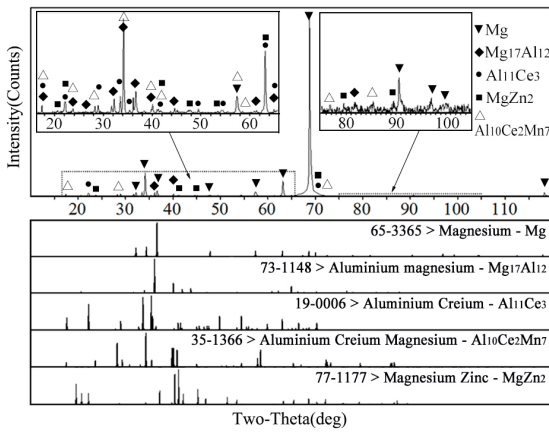 Intensity(Counts)
20 30 40 50 60
80 90 100
Mg
Mg17Al12
Al11Ce3
MgZn2
Al10Ce2Mn7
20 30 40 50 60 70 80 90 100 110
65-3365 > Magnesium - Mg
73-1148 > Aluminium magnesium - Mg17Al12
19-0006 > Aluminium Creium - Al11Ce3
35-1366 > Aluminium Creium Magnesium - Al10Ce2Mn7
77-1177 > Magnesium Zinc - MgZn2
Two-Theta(deg)